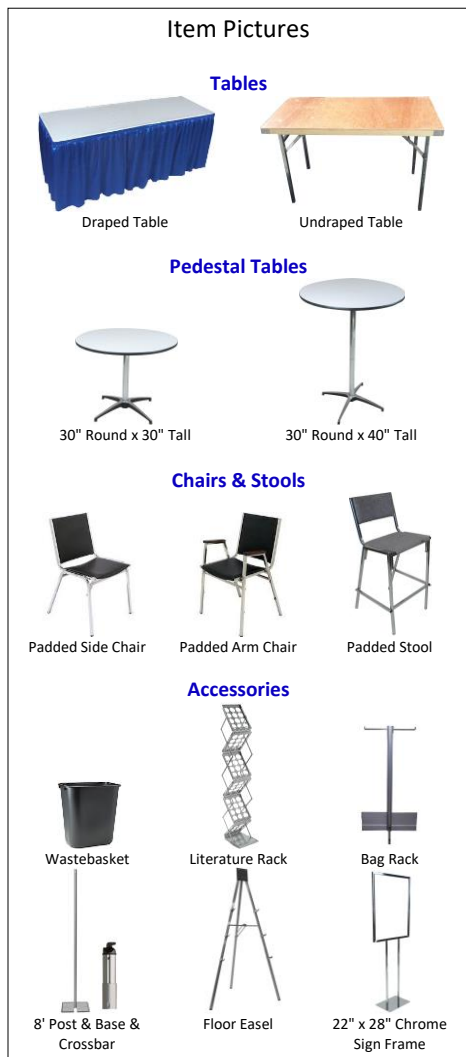 Item Pictures
Tables
Draped Table
Undraped Table
Pedestal Tables
30" Round x 30" Tall
30" Round x 40" Tall
Chairs & Stools
Padded Side Chair
Padded Arm Chair
Padded Stool
Accessories
Wastebasket
Literature Rack
Bag Rack
8' Post & Base &
Crossbar
Floor Easel
22" x 28" Chrome
Sign Frame